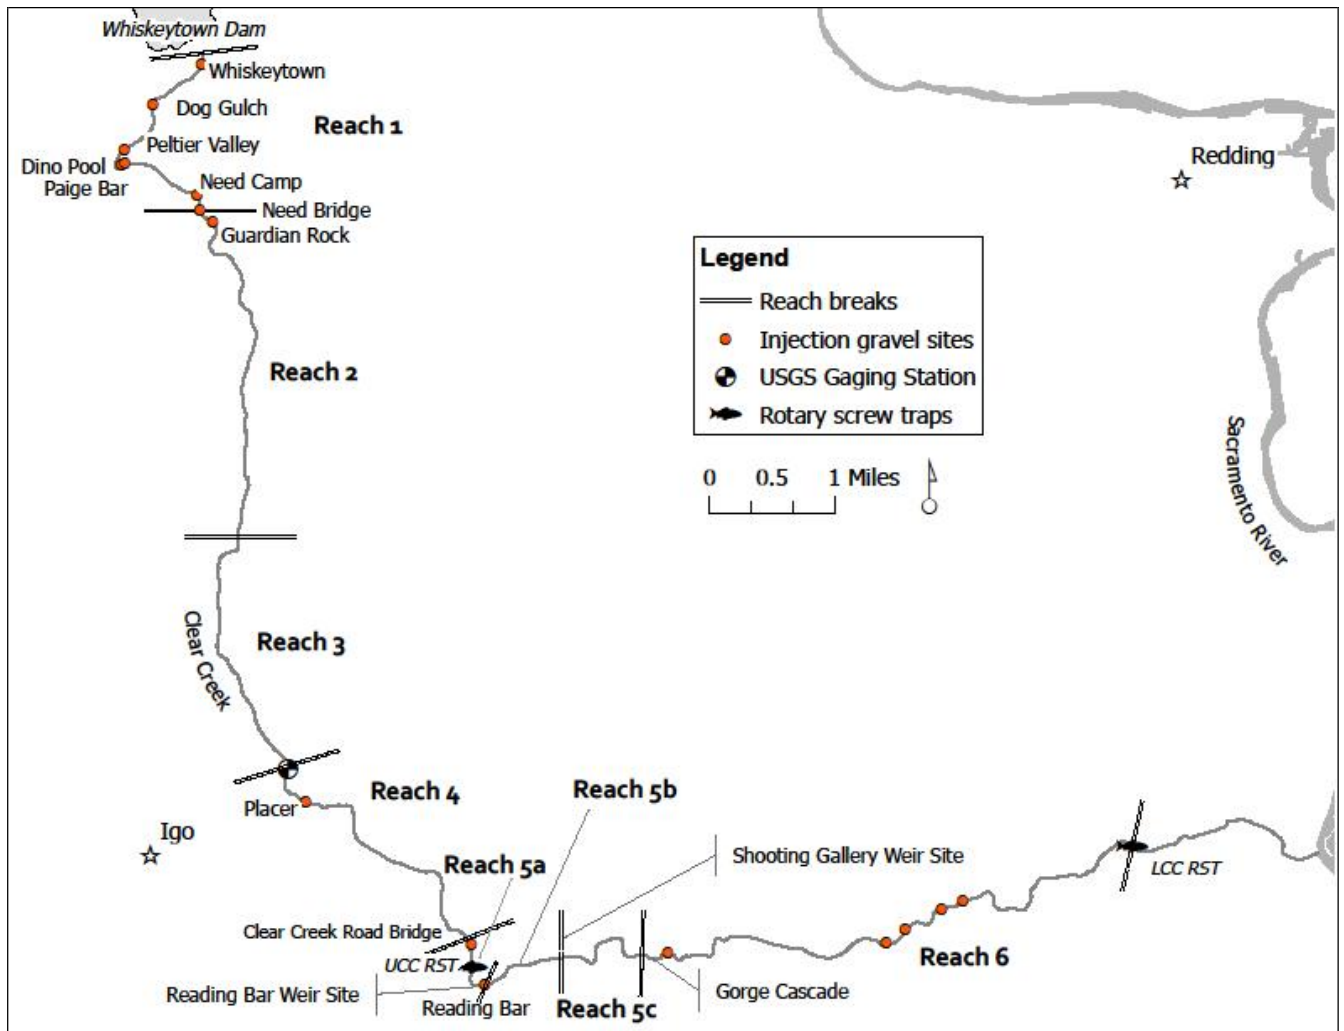 Whiskeytown Dam
Whiskeytown
Dog Gulch
Reach 1
Peltier Valley
Dino Pool
Paige Bar
Need Camp
Need Bridge
Guardian Rock
Redding
Legend
Reach breaks
Injection gravel sites
USGS Gaging Station
Rotary screw traps
0 0.5 1 Miles
Reach 2
Sacramento River
Clear Creek
Reach 3
Reach 4
Placer
Igo
Reach 5b
Reach 5a
Shooting Gallery Weir Site
LCC RST
Clear Creek Road Bridge
UCC RST
Reach 6
Reading Bar Weir Site
Reading Bar
Reach 5c
Gorge Cascade